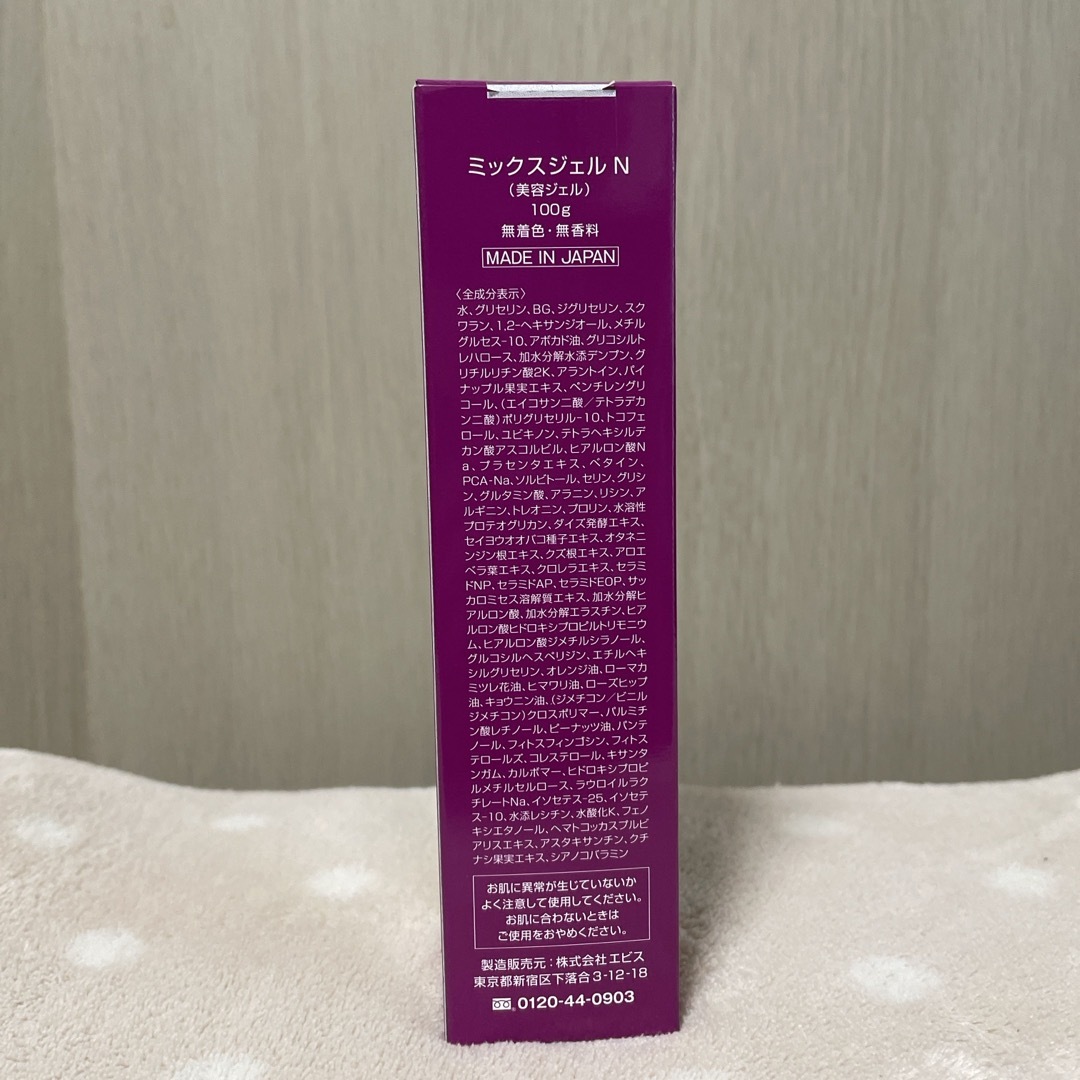 ミックスジェル N
(美容ジェル)
100g
無着色・無香料
MADE IN JAPAN
〈全成分表示〉
水、グリセリン、BG、ジグリセリン、スク
ワラン、1,2-ヘキサンジオール、メチル
グルセス-10、アボカド油、グリコシルト
レハロース、加水分解水添デンプン、グ
リチルリチン酸2K、アラントイン、パイ
ナップル果実エキス、ペンチレングリ
コール、(エイコサン二酸/テトラデカ
ン二酸)ポリグリセリル-10、トコフェ
ロール、ユビキノン、テトラヘキシルデ
カン酸アスコルビル、ヒアルロン酸N
a、プラセンタエキス、ベタイン、
PCA-Na、ソルビトール、セリン、グリシ
ン、グルタミン酸、アラニン、リシン、ア
ルギニン、トレオニン、プロリン、水溶性
プロテオグリカン、ダイズ発酵エキス、
セイヨウオオバコ種子エキス、オタネニ
ンジン根エキス、クズ根エキス、アロエ
ベラ葉エキス、クロレラエキス、セラミ
ドNP、セラミドAP、セラミドEOP、サッ
カロミセス溶解質エキス、加水分解ヒ
アルロン酸、加水分解エラスチン、ヒア
ルロン酸ヒドロキシプロピルトリモニウ
ム、ヒアルロン酸ジメチルシラノール、
グルコシルヘスペリジン、エチルヘキ
シルグリセリン、オレンジ油、ローマカ
ミツレ花油、ヒマワリ油、ローズヒップ
油、キョウニン油、(ジメチコン/ビニル
ジメチコン)クロスポリマー、パルミチ
ン酸レチノール、ピーナッツ油、パンテ
ノール、フィトスフィンゴシン、フィトス
テロールズ、コレステロール、キサンタ
ンガム、カルボマー、ヒドロキシプロピ
ルメチルセルロース、ラウロイルラク
チレートNa、イソセテス-25、イソセテ
ス-10、水添レシチン、水酸化K、フェノ
キシエタノール、ヘマトコッカスプルビ
アリスエキス、アスタキサンチン、クチ
ナシ果実エキス、シアノコバラミン
お肌に異常が生じていないか
よく注意して使用してください。
お肌に合わないときは
ご使用をおやめください。
製造販売元:株式会社 エビス
東京都新宿区下落合3-12-18
0120-44-0903